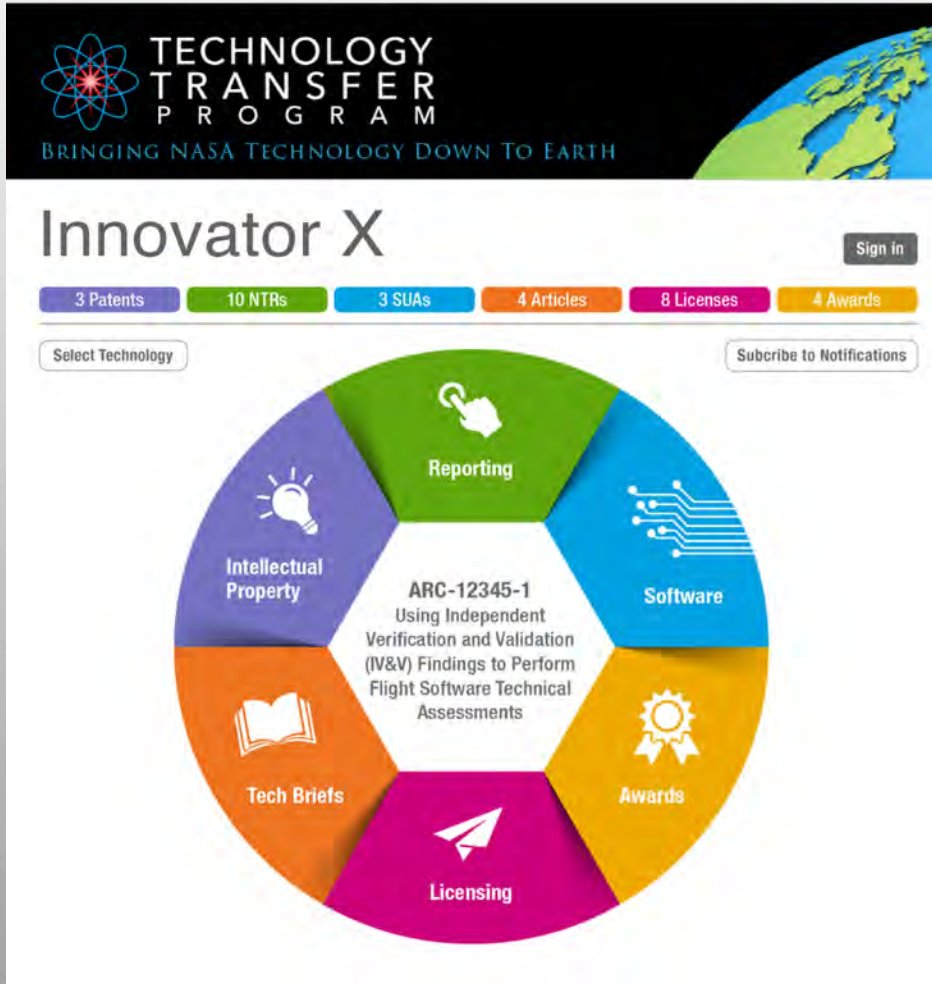 TECHNOLOGY
TRANSFER
PROGRAM
BRINGING NASA TECHNOLOGY DOWN TO EARTH
Innovator X
Sign in
3 Patents
10 NTRs
3 SUAs
4 Articles
8 Licenses
4 Awards
Select Technology
Subcribe to Notifications
Reporting
Intellectual
Property
Software
ARC-12345-1
Using Independent
Verification and Validation
(IV&V) Findings to Perform
Flight Software Technical
Assessments
Tech Briefs
Awards
Licensing